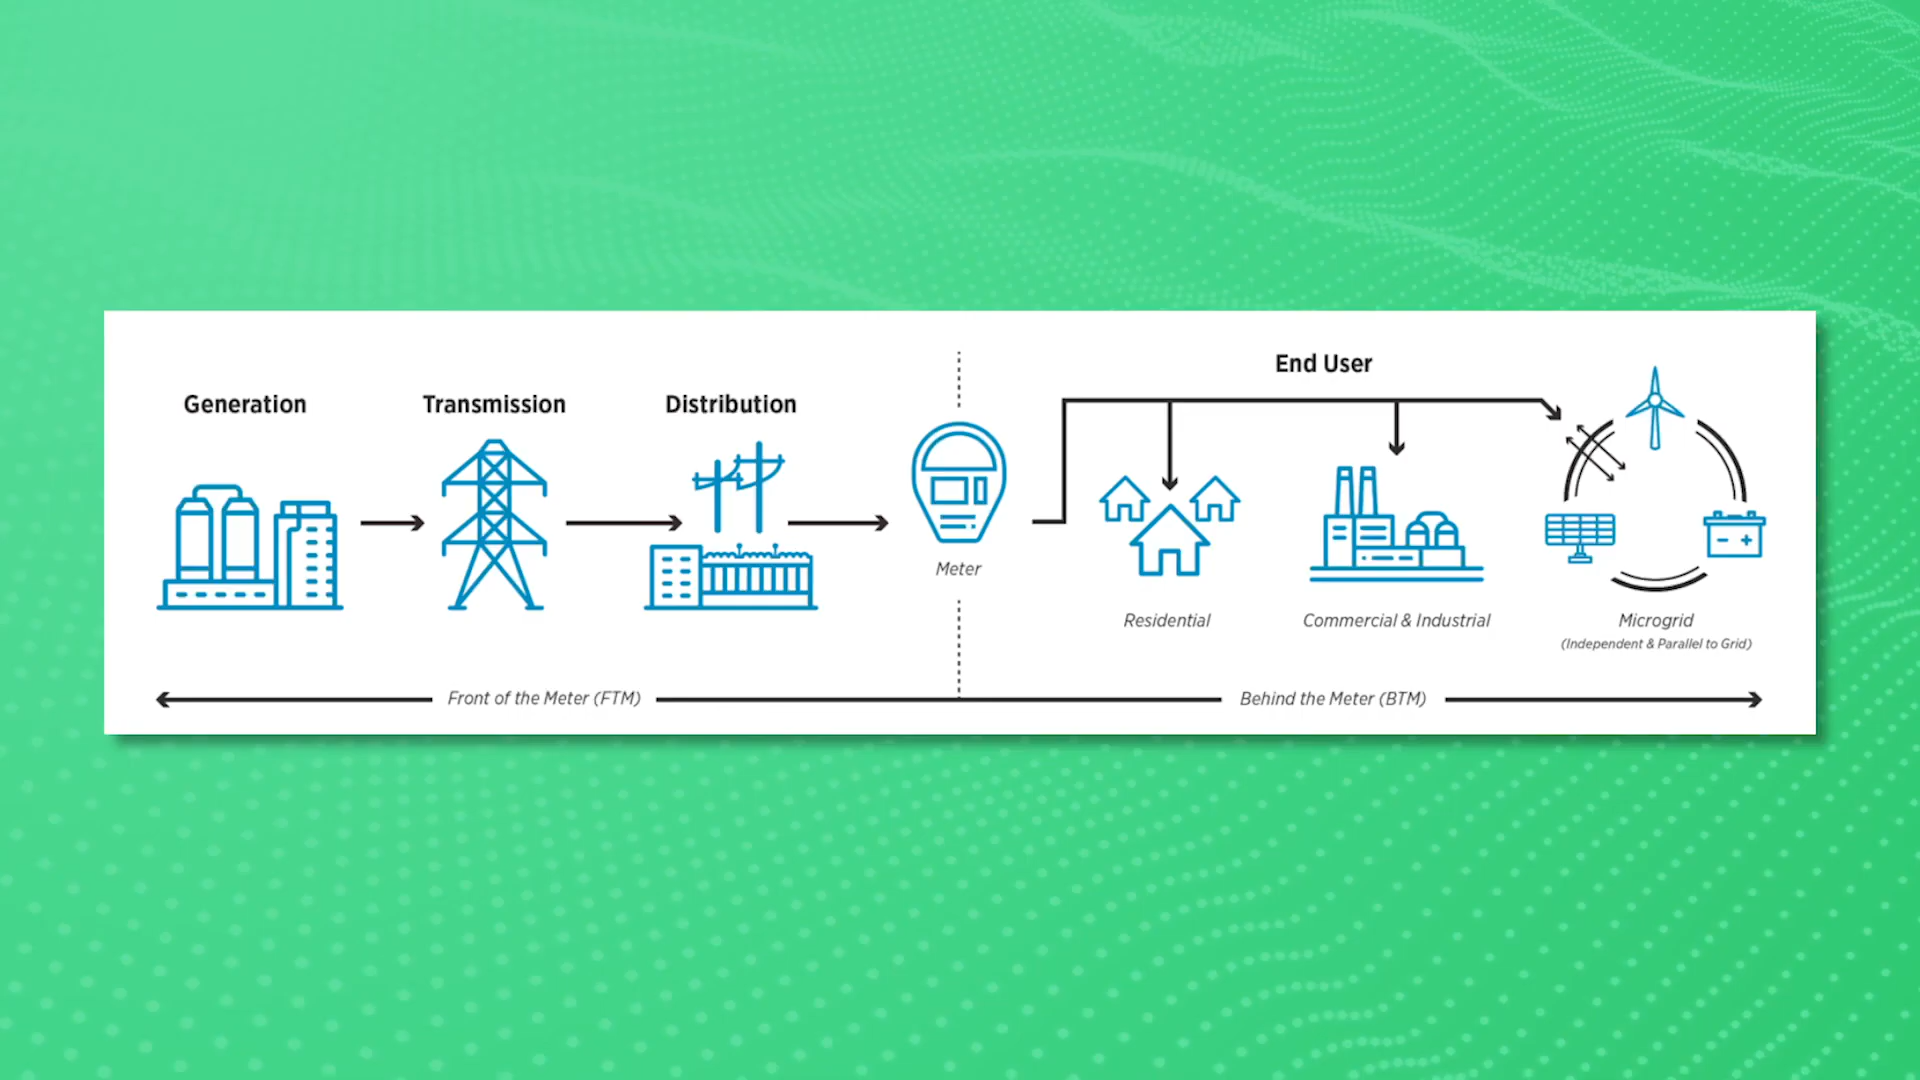 Generation
Transmission
Distribution
Meter
End User
Residential
Commercial & Industrial
Microgrid
(Independent & Parallel to Grid)
Front of the Meter (FTM)
Behind the Meter (BTM)